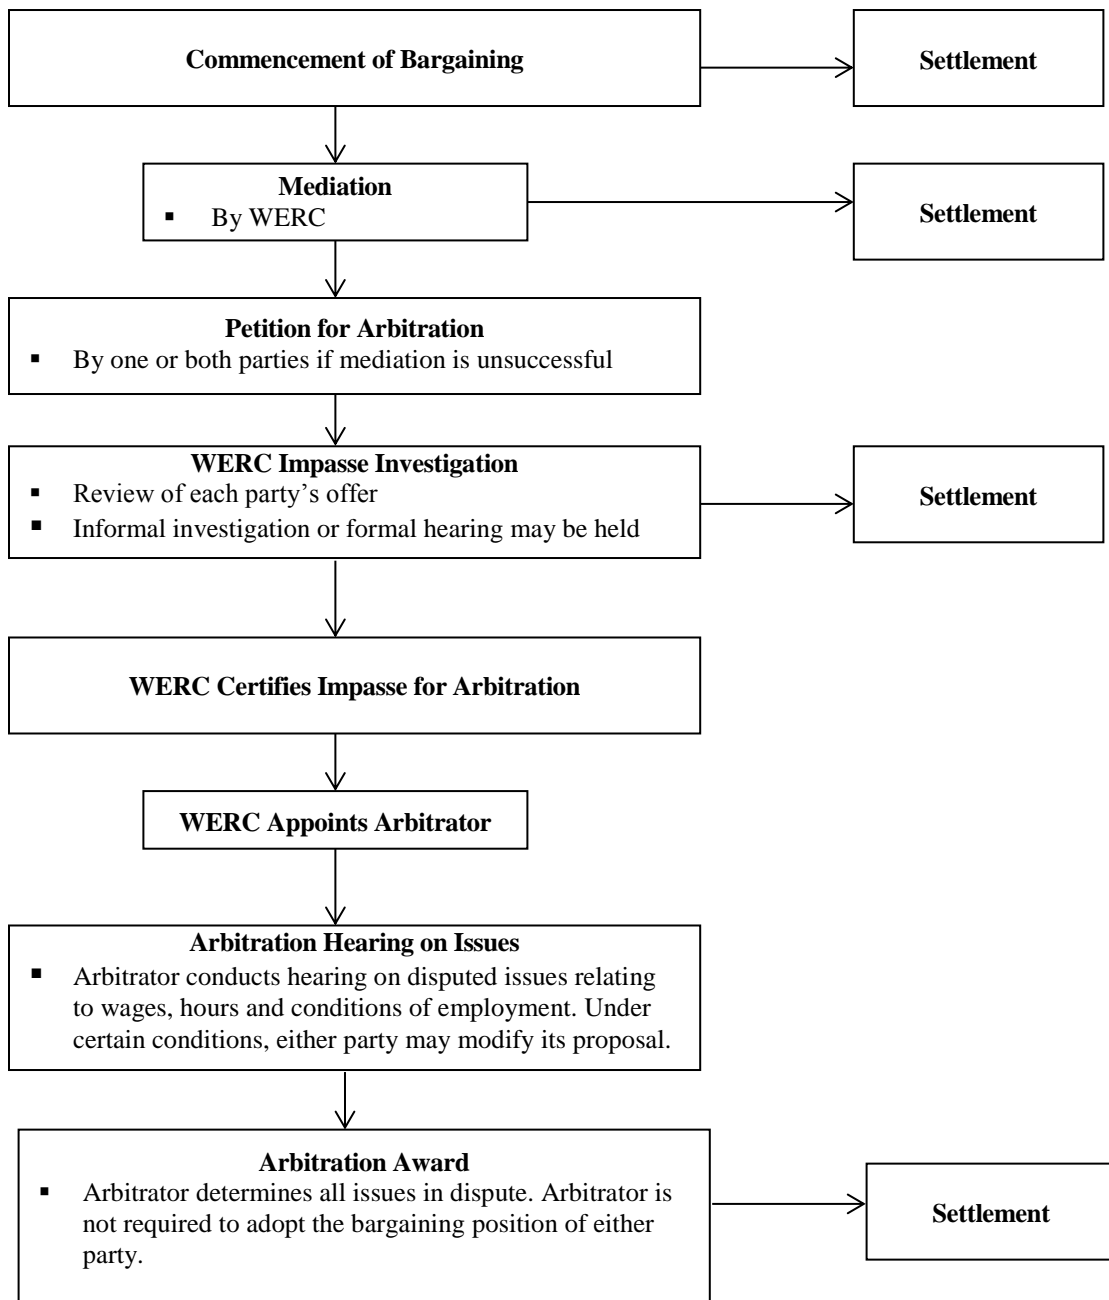 Commencement of Bargaining
Settlement
Mediation
▪ By WERC
Settlement
Petition for Arbitration
▪ By one or both parties if mediation is unsuccessful
WERC Impasse Investigation
▪ Review of each party’s offer
▪ Informal investigation or formal hearing may be held
Settlement
WERC Certifies Impasse for Arbitration
WERC Appoints Arbitrator
Arbitration Hearing on Issues
▪ Arbitrator conducts hearing on disputed issues relating
to wages, hours and conditions of employment. Under
certain conditions, either party may modify its proposal.
Arbitration Award
▪ Arbitrator determines all issues in dispute. Arbitrator is
not required to adopt the bargaining position of either
party.
Settlement